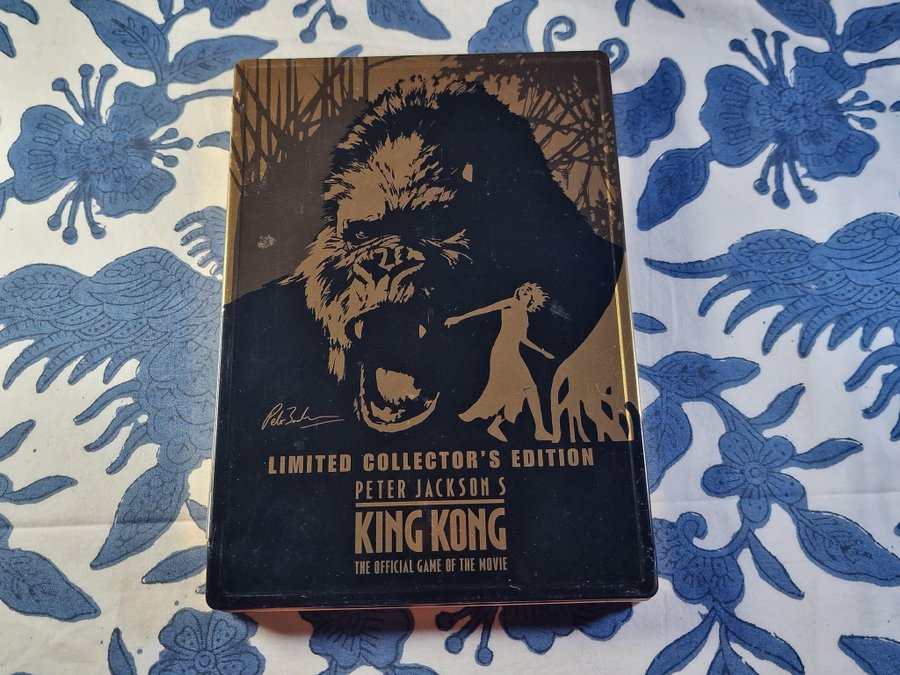 LIMITED COLLECTOR'S EDITION
PETER JACKSON S
KING KONG
THE OFFICIAL GAME OF THE MOVIE